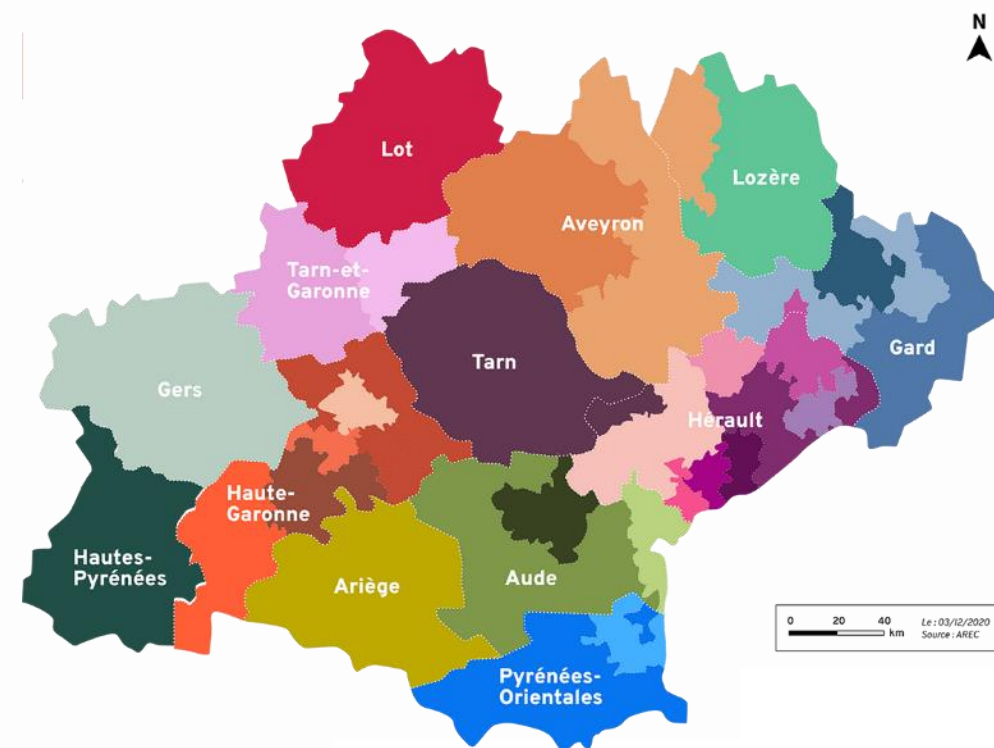 N
Lot
Lozère
Aveyron
Tarn-et-
Garonne
Gard
Tarn
Gers
Hérault
Haute-
Garonne
Hautes-
Pyrénées
Ariège
Aude
0 20 40
km
Le : 03/12/2020
Source : AREC
Pyrénées-
Orientales